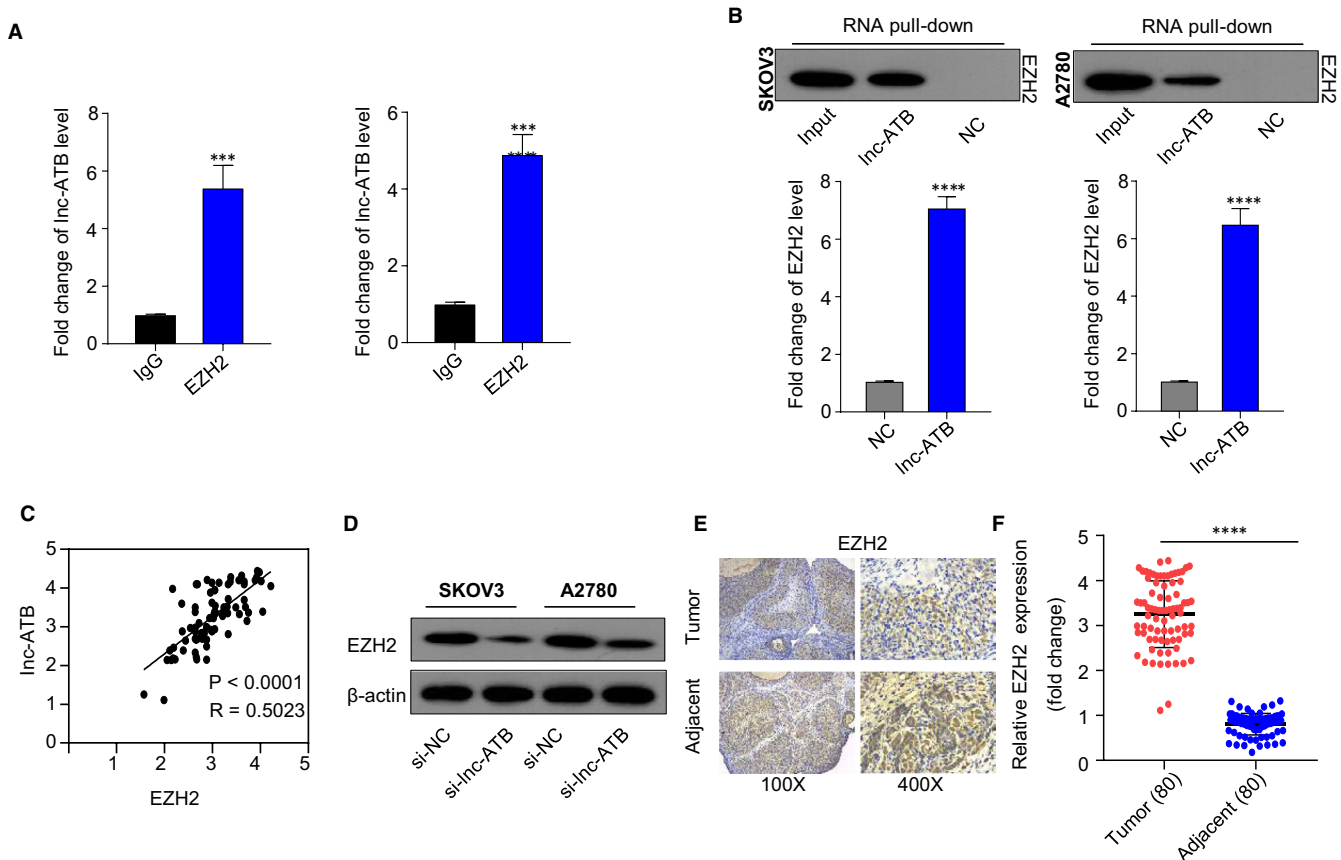 A
Fold change of lnc-ATB level
8
6
4
2
0
***
IgG
EZH2
Fold change of lnc-ATB level
6
4
2
0
***
****
IgG
EZH2
B
RNA pull-down
SKOV3
EZH2
Input
lnc-ATB
NC
RNA pull-down
A2780
EZH2
Input
lnc-ATB
NC
Fold change of EZH2 level
8
6
4
2
0
****
NC
lnc-ATB
Fold change of EZH2 level
8
6
4
2
0
****
NC
lnc-ATB
C
lnc-ATB
5
4
3
2
1
0
P < 0.0001
R = 0.5023
1 2 3 4 5
EZH2
D
SKOV3 A2780
EZH2
β-actin
si-NC
si-lnc-ATB
si-NC
si-lnc-ATB
E
EZH2
Tumor
Adjacent
100X 400X
F
Relative EZH2 expression
(fold change)
5
4
3
2
1
0
****
Tumor (80)
Adjacent (80)